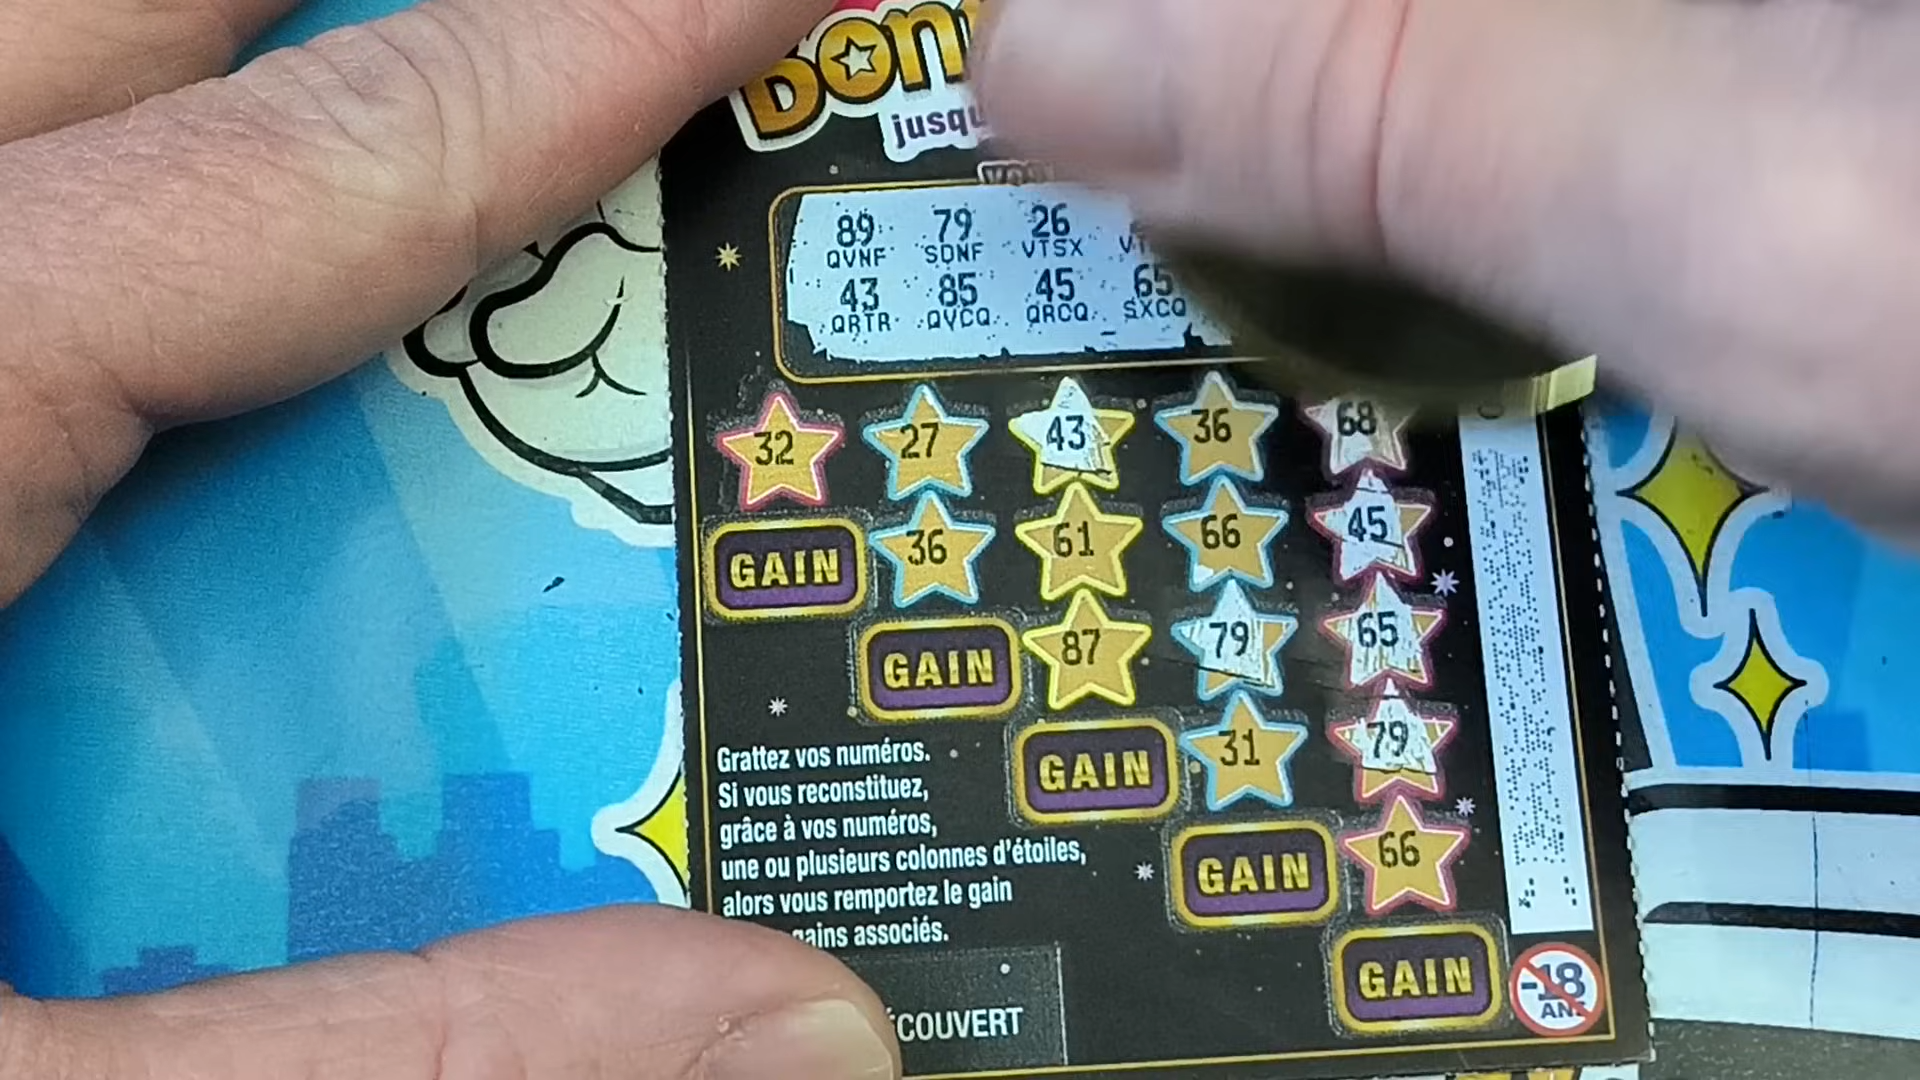 Bon
jusqu
89 79 26
QVNF SDNF VTSX
43 85 45 65
QRTR QVCQ QRCQ SXCQ
32 27 43 36 68
36 61 66 45
GAIN
87 79 65
GAIN
31 79
GAIN
66
GAIN
GAIN
Grattez vos numéros.
Si vous reconstituez,
grâce à vos numéros,
une ou plusieurs colonnes d'étoiles,
alors vous remportez le gain
gains associés.
ÉCOUVERT
-18
ANS